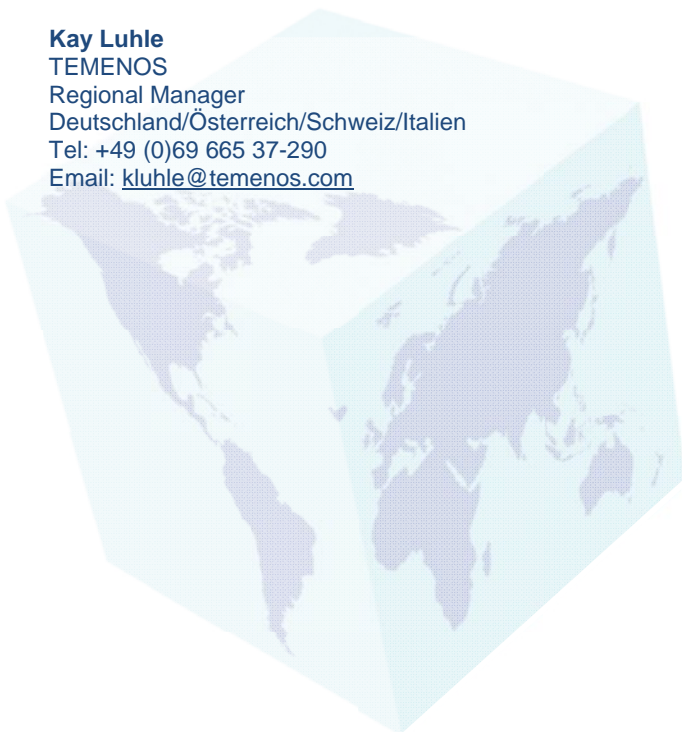 Kay Luhle
TEMENOS
Regional Manager
Deutschland/Österreich/Schweiz/Italien
Tel: +49 (0)69 665 37-290
Email: kluhle@temenos.com